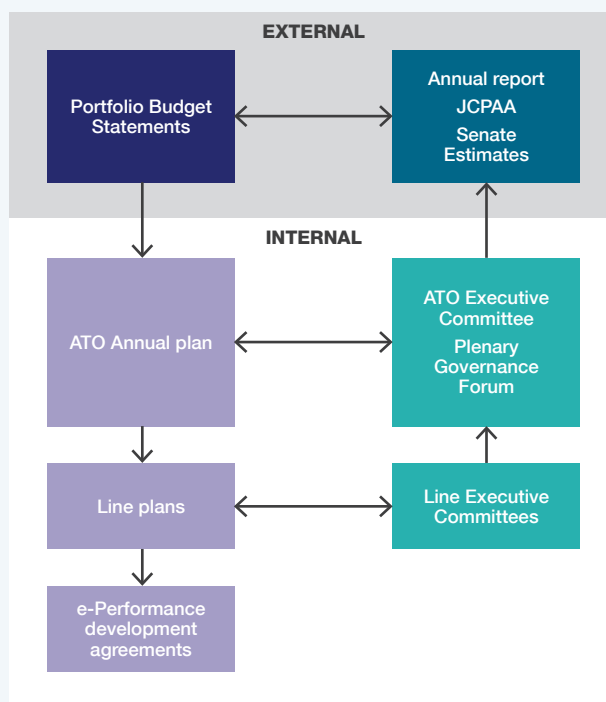 EXTERNAL
Portfolio Budget
Statements
Annual report
JCPAA
Senate
Estimates
INTERNAL
ATO Annual plan
ATO Executive
Committee
Plenary
Governance
Forum
Line plans
Line Executive
Committees
e-Performance
development
agreements